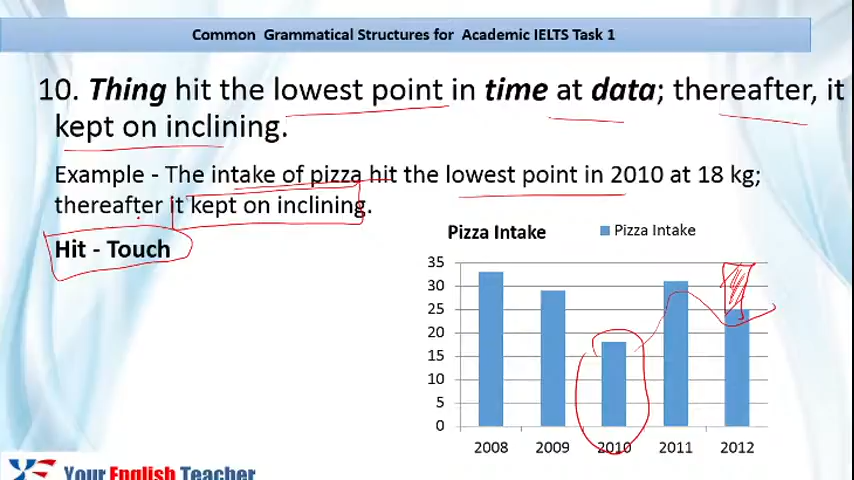 Common Grammatical Structures for Academic IELTS Task 1
10. Thing hit the lowest point in time at data; thereafter, it
kept on inclining.
Example - The intake of pizza hit the lowest point in 2010 at 18 kg;
thereafter it kept on inclining.
Hit - Touch
Pizza Intake
Pizza Intake
35
30
25
20
15
10
5
0
2008 2009 2010 2011 2012
Your English Teacher